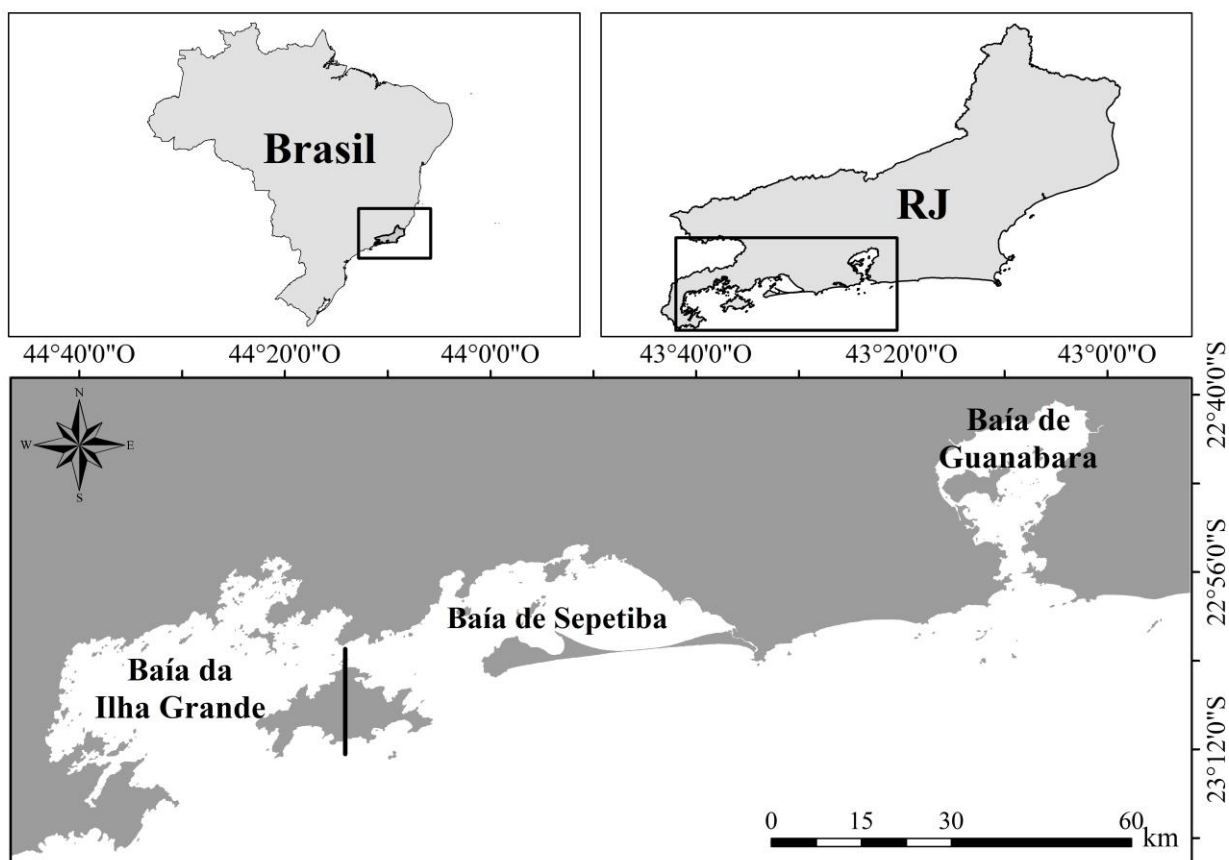 Brasil
RJ
44°40'0"O 44°20'0"O 44°0'0"O 43°40'0"O 43°20'0"O 43°0'0"O
22°40'0"S
N
W E
S
Baía de
Guanabara
22°56'0"S
Baía de Sepetiba
Baía da
Ilha Grande
23°12'0"S
0 15 30 60
km